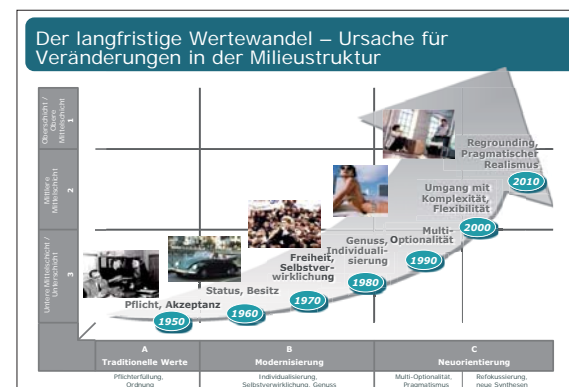 Der langfristige Wertewandel – Ursache für
Veränderungen in der Milieustruktur
Oberschicht /
Obere
Mittelschicht
1
Mittlere
Mittelschicht
2
Untere Mittelschicht /
Unterschicht
3
Regrounding,
Pragmatischer
Realismus
2010
Umgang mit
Komplexität,
Flexibilität
2000
Multi-
Optionalität
1990
Genuss,
Individuali-
sierung
1980
Freiheit,
Selbstver-
wirklichung
1970
Status, Besitz
1960
Pflicht, Akzeptanz
1950
A
Traditionelle Werte
B
Modernisierung
C
Neuorientierung
Pflichterfüllung,
Ordnung
Individualisierung,
Selbstverwirklichung, Genuss
Multi-Optionalität,
Pragmatismus
Refokussierung,
neue Synthesen